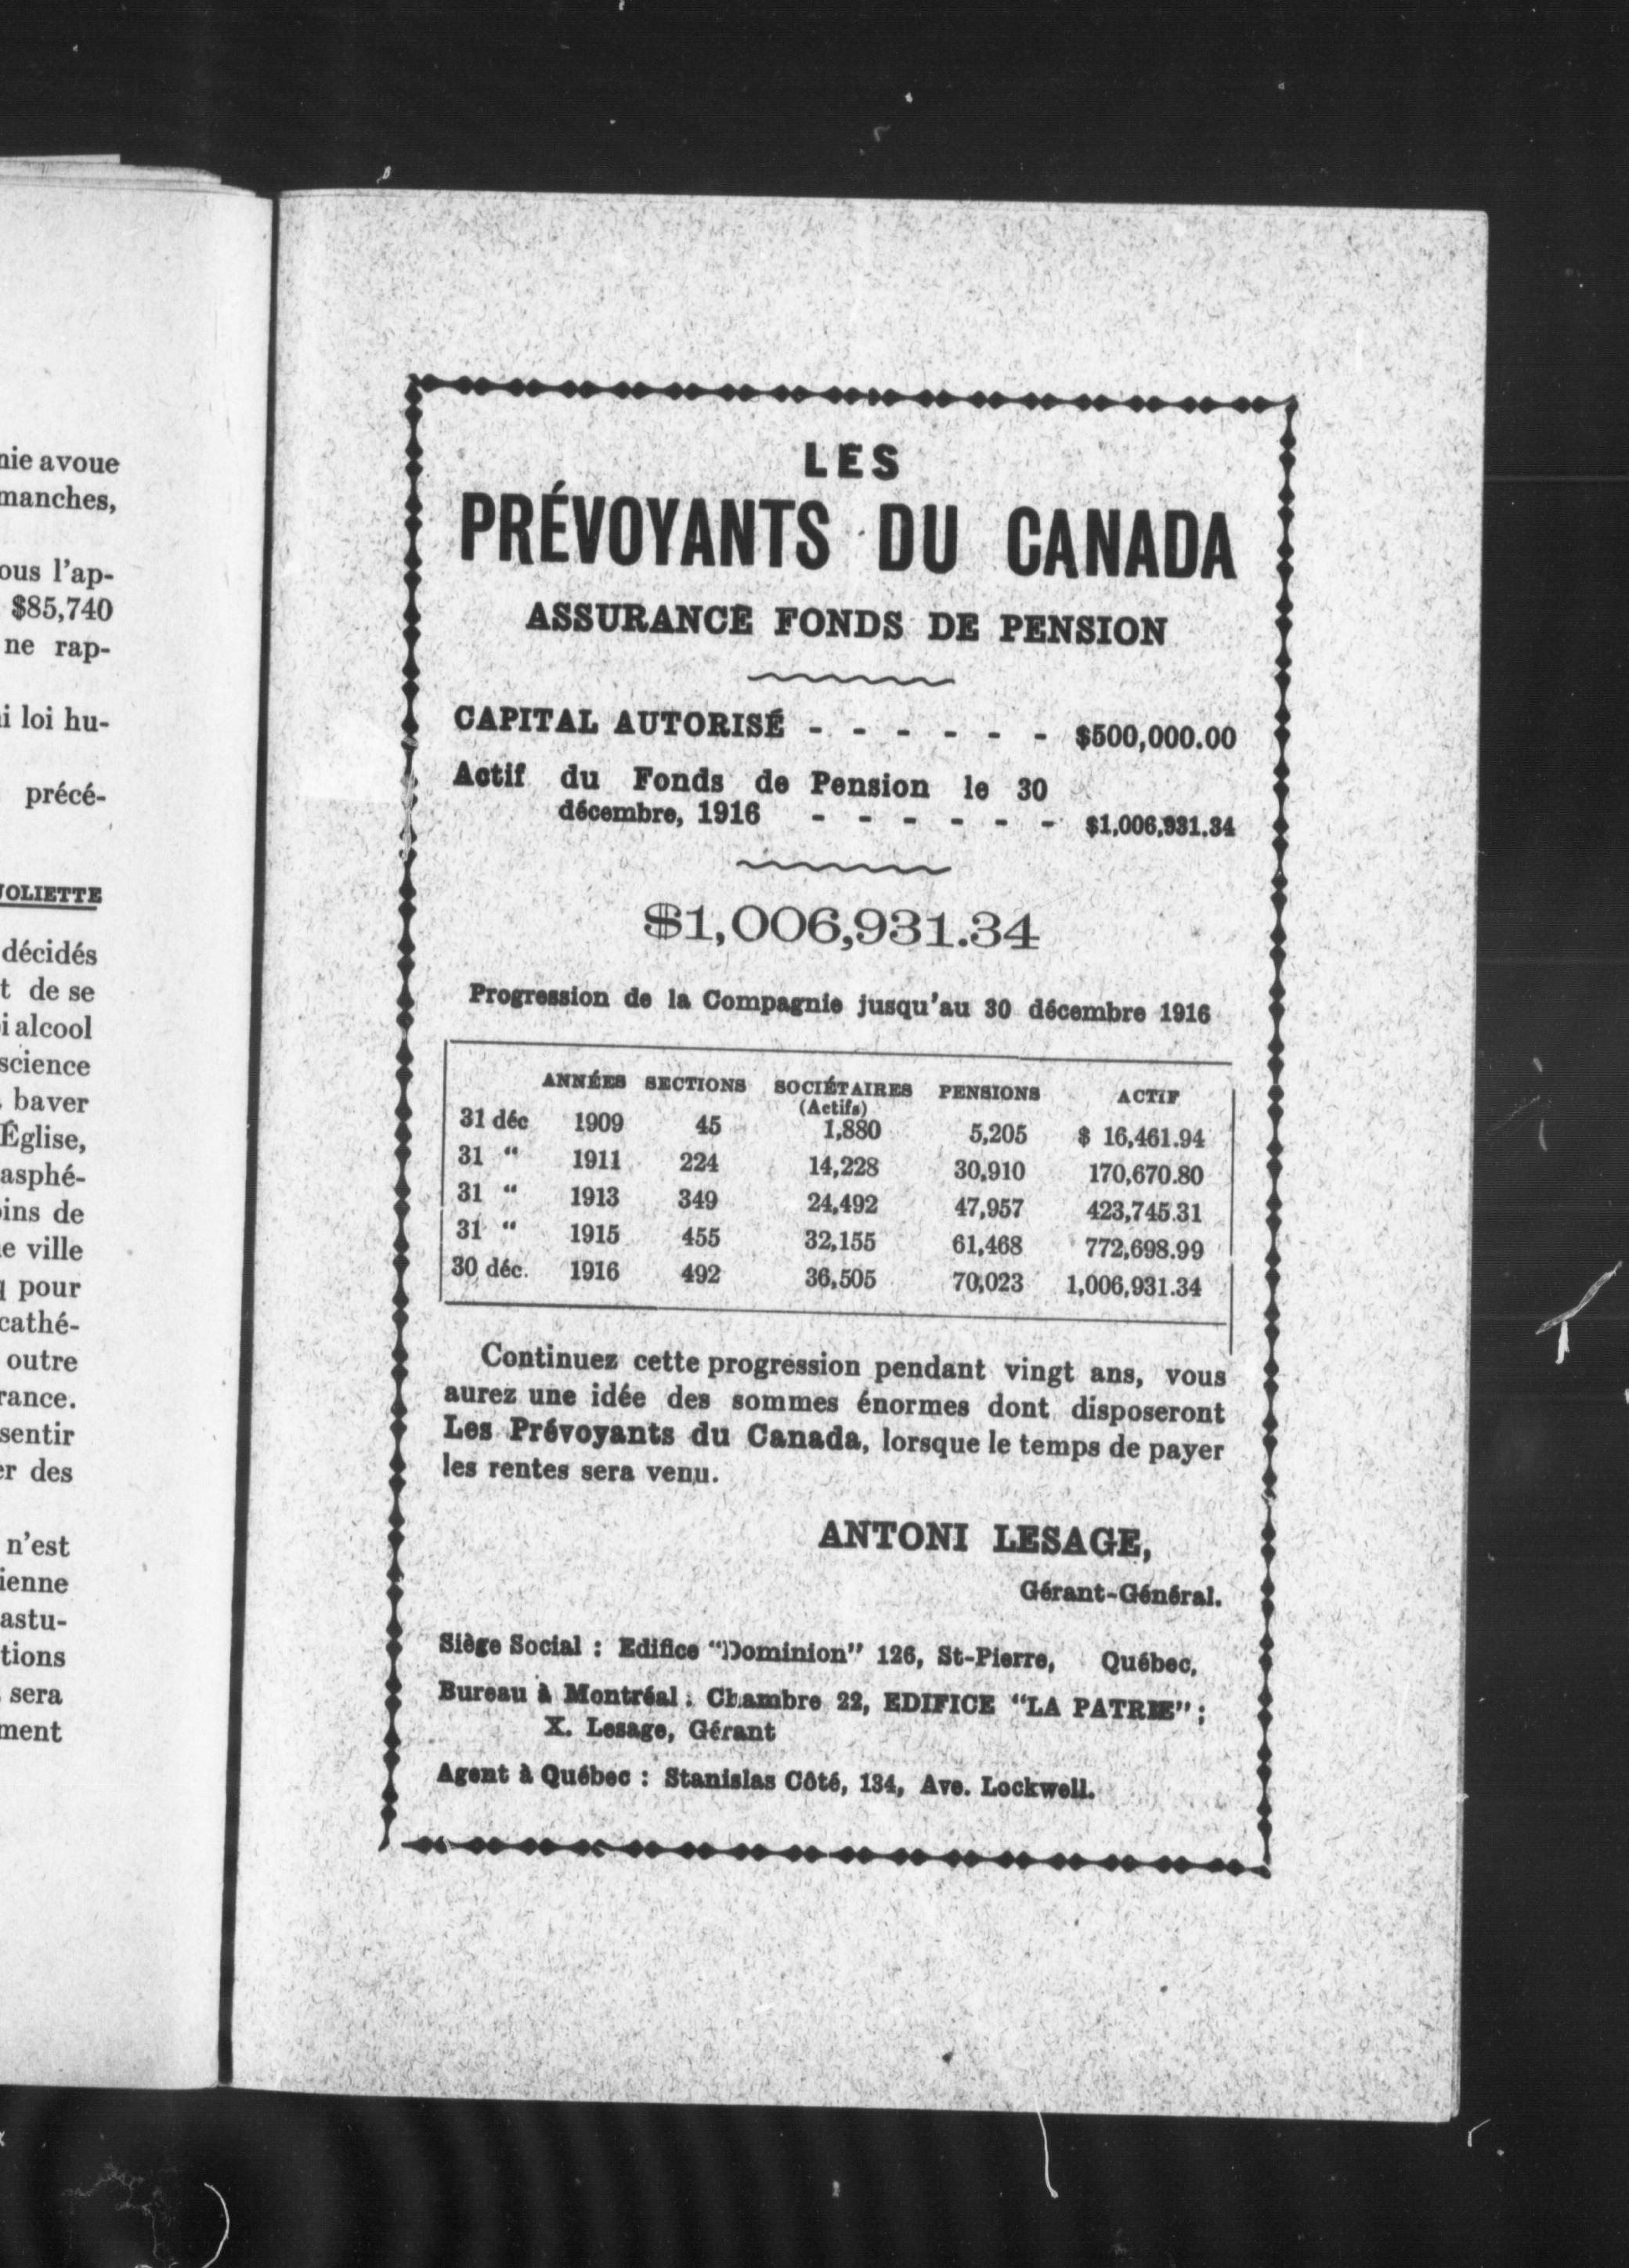 nie avoue
manches,
ous l'ap-
$85,740
ne rap-
i loi hu-
précé-
JOLIETTE
décidés
t de se
i alcool
science
baver
Église,
asphé-
oins de
e ville
pour
cathé-
outre
rance.
sentir
er des
n'est
ienne
astu-
tions
sera
ment
LES
PRÉVOYANTS DU CANADA
ASSURANCE FONDS DE PENSION
CAPITAL AUTORISÉ - - - - - - $500,000.00
Actif du Fonds de Pension le 30
décembre, 1916 - - - - - - $1,006,931.34
$1,006,931.34
Progression de la Compagnie jusqu'au 30 décembre 1916
ANNÉES SECTIONS SOCIÉTAIRES PENSIONS ACTIF
(Actifs)
31 déc 1909 45 1,880 5,205 $ 16,461.94
31 “ 1911 224 14,228 30,910 170,670.80
31 “ 1913 349 24,492 47,957 423,745.31
31 “ 1915 455 32,155 61,468 772,698.99
30 déc. 1916 492 36,505 70,023 1,006,931.34
Continuez cette progression pendant vingt ans, vous
aurez une idée des sommes énormes dont disposeront
Les Prévoyants du Canada, lorsque le temps de payer
les rentes sera venu.
ANTONI LESAGE,
Gérant-Général.
Siège Social : Edifice “Dominion” 126, St-Pierre, Québec,
Bureau à Montréal : Chambre 22, EDIFICE “LA PATRIE” ;
X. Lesage, Gérant
Agent à Québec : Stanislas Côté, 134, Ave. Lockwell.